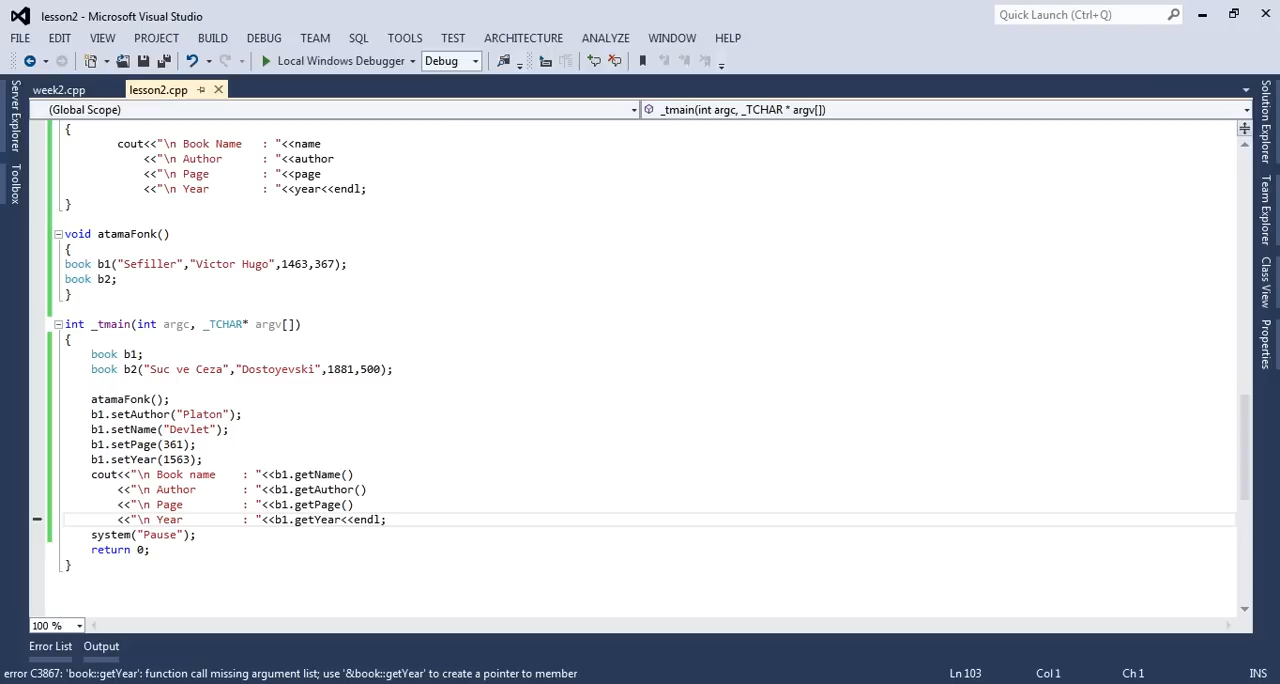 lesson2 - Microsoft Visual Studio
Quick Launch (Ctrl+Q)
FILE EDIT VIEW PROJECT BUILD DEBUG TEAM SQL TOOLS TEST ARCHITECTURE ANALYZE WINDOW HELP
Local Windows Debugger Debug
week2.cpp lesson2.cpp
(Global Scope) _tmain(int argc, _TCHAR * argv[])
Server Explorer
Toolbox
{
cout<<"\n Book Name : "<<name
<<"\n Author : "<<author
<<"\n Page : "<<page
<<"\n Year : "<<year<<endl;
}
void atamaFonk()
{
book b1("Sefiller","Victor Hugo",1463,367);
book b2;
}
int _tmain(int argc, _TCHAR* argv[])
{
book b1;
book b2("Suc ve Ceza","Dostoyevski",1881,500);
atamaFonk();
b1.setAuthor("Platon");
b1.setName("Devlet");
b1.setPage(361);
b1.setYear(1563);
cout<<"\n Book name : "<<b1.getName()
<<"\n Author : "<<b1.getAuthor()
<<"\n Page : "<<b1.getPage()
<<"\n Year : "<<b1.getYear<<endl;
system("Pause");
return 0;
}
Solution Explorer
Team Explorer
Class View
Properties
100 %
Error List Output
error C3867: 'book::getYear': function call missing argument list; use '&book::getYear' to create a pointer to member Ln 103 Col 1 Ch 1 INS